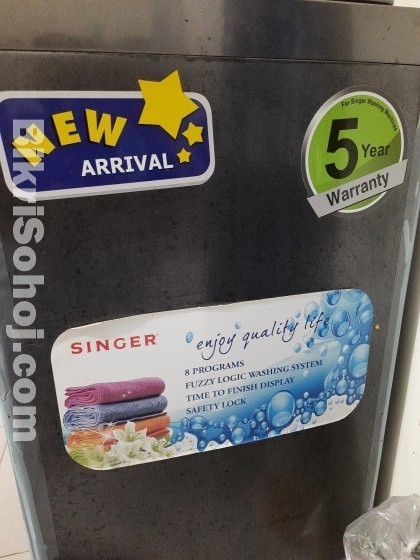 NEW
ARRIVAL
For Singer Washing Machines
5 Year
Warranty
SINGER
enjoy quality life
8 PROGRAMS
FUZZY LOGIC WASHING SYSTEM
TIME TO FINISH DISPLAY
SAFETY LOCK
BikriSohoj.com